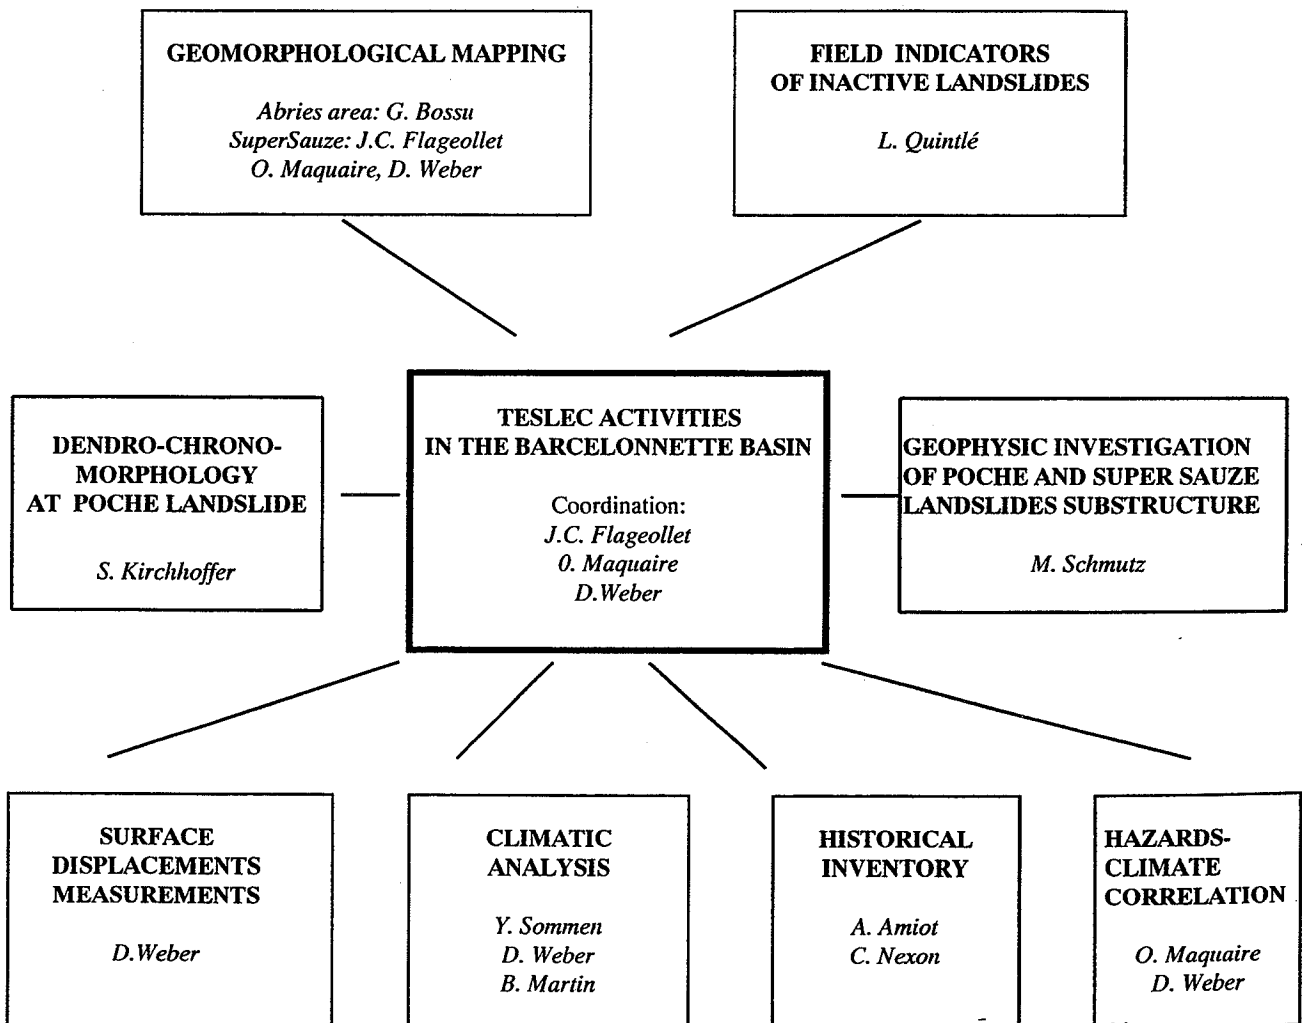 GEOMORPHOLOGICAL MAPPING
Abries area: G. Bossu
SuperSauze: J.C. Flageollet
O. Maquaire, D. Weber
FIELD INDICATORS
OF INACTIVE LANDSLIDES
L. Quintlé
DENDRO-CHRONO-
MORPHOLOGY
AT POCHE LANDSLIDE
S. Kirchhoffer
TESLEC ACTIVITIES
IN THE BARCELONNETTE BASIN
Coordination:
J.C. Flageollet
0. Maquaire
D.Weber
GEOPHYSIC INVESTIGATION
OF POCHE AND SUPER SAUZE
LANDSLIDES SUBSTRUCTURE
M. Schmutz
SURFACE
DISPLACEMENTS
MEASUREMENTS
D.Weber
CLIMATIC
ANALYSIS
Y. Sommen
D. Weber
B. Martin
HISTORICAL
INVENTORY
A. Amiot
C. Nexon
HAZARDS-
CLIMATE
CORRELATION
O. Maquaire
D. Weber